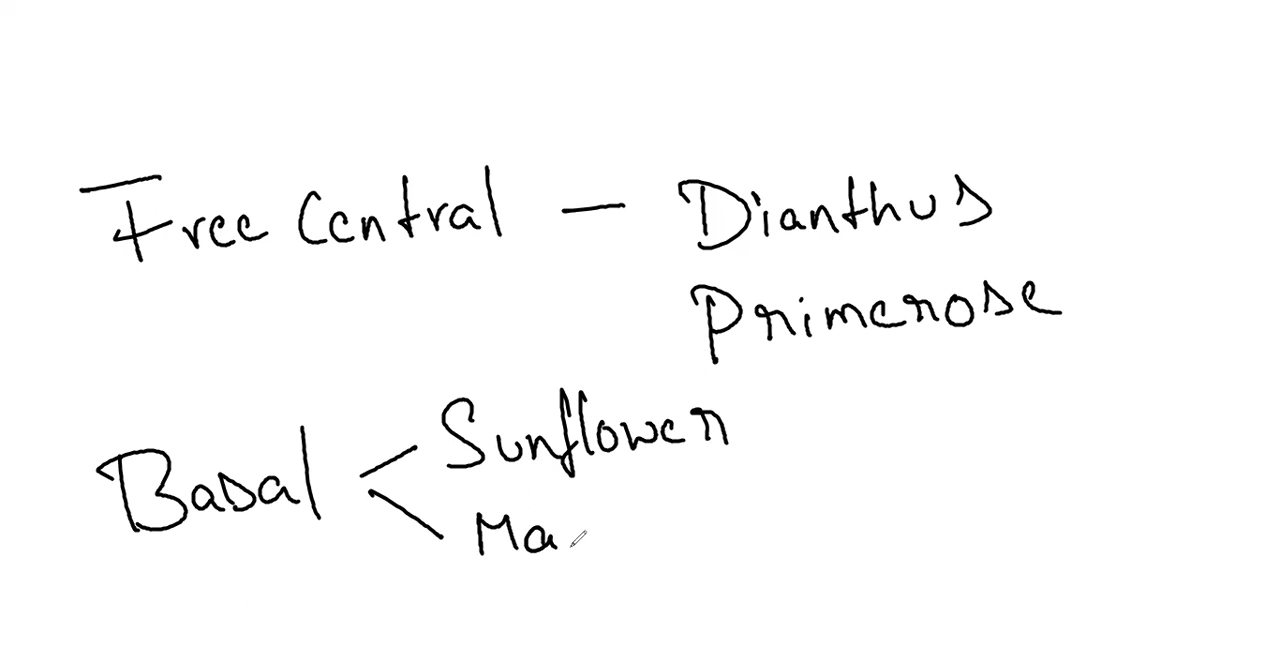 Free Central — Dianthus
Primerose
Basal < Sunflower
Ma